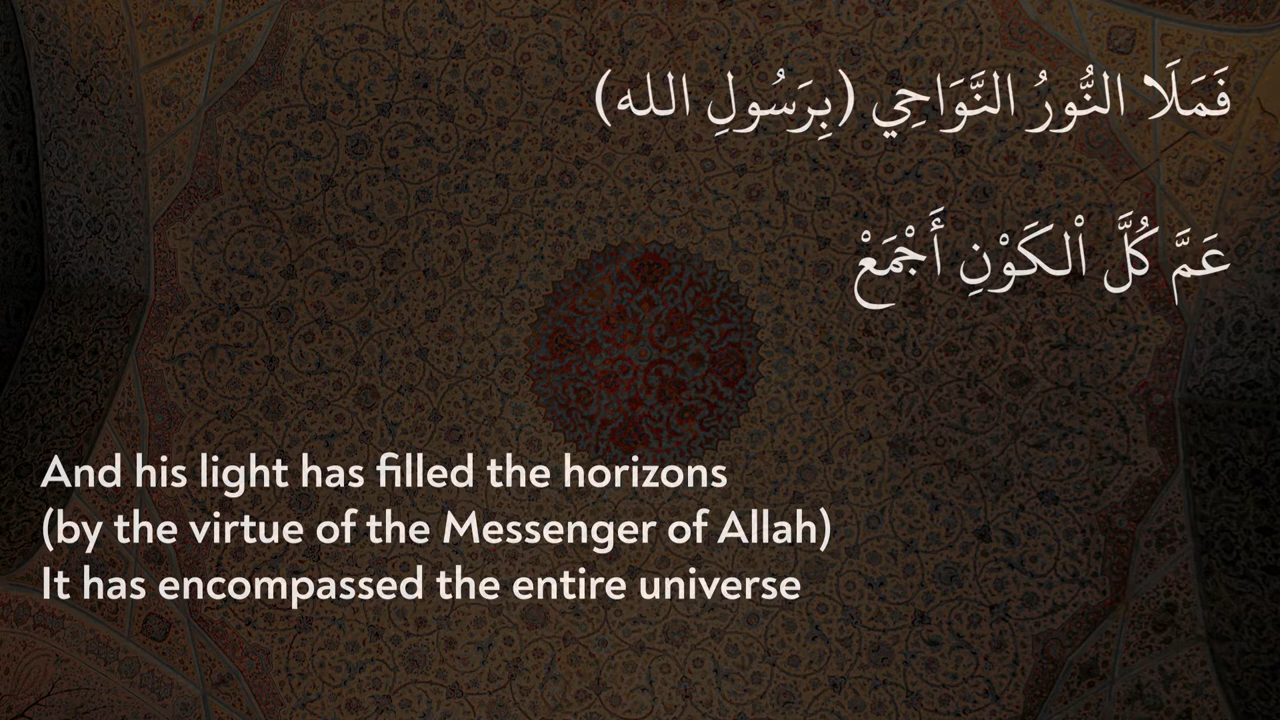 فَمَلَا النُّورُ النَّوَاحِي (بِرَسُولِ الله)
عَمَّ كُلَّ اْلكَوْنِ أَجْمَعْ
And his light has filled the horizons
(by the virtue of the Messenger of Allah)
It has encompassed the entire universe